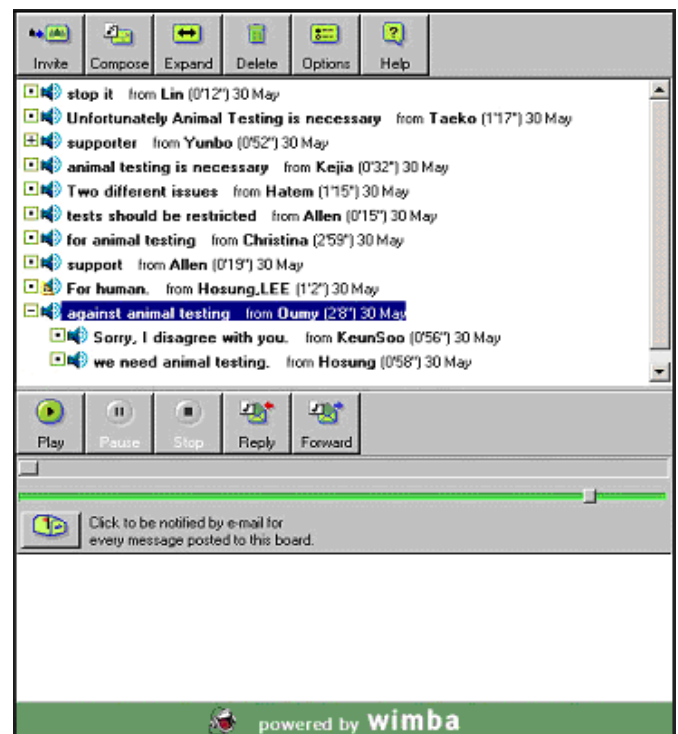 Invite Compose Expand Delete Options Help
stop it from Lin (0'12") 30 May
Unfortunately Animal Testing is necessary from Taeko (1'17") 30 May
supporter from Yunbo (0'52") 30 May
animal testing is necessary from Kejia (0'32") 30 May
Two different issues from Hatem (1'15") 30 May
tests should be restricted from Allen (0'15") 30 May
for animal testing from Christina (2'59") 30 May
support from Allen (0'19") 30 May
For human. from Hosung,LEE (1'2") 30 May
against animal testing from Oumy (2'8") 30 May
Sorry, I disagree with you. from KeunSoo (0'56") 30 May
we need animal testing. from Hosung (0'58") 30 May
Play Pause Stop Reply Forward
Click to be notified by e-mail for
every message posted to this board.
powered by wimba